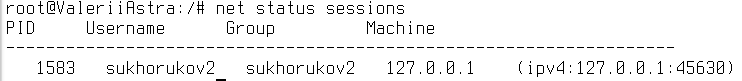 root@ValeriiAstra:/# net status sessions
PID     Username      Group         Machine
-------------------------------------------------------------------
   1583   sukhorukov2_  sukhorukov2   127.0.0.1    (ipv4:127.0.0.1:45630)